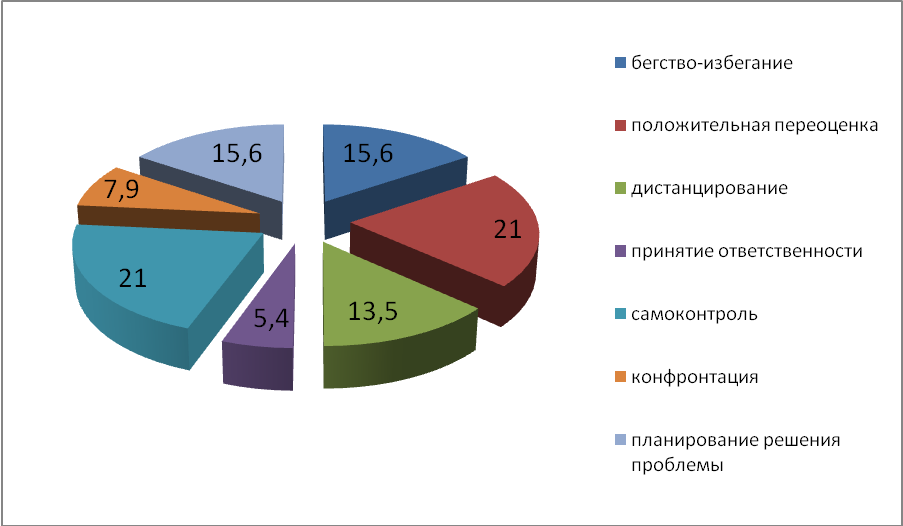 15,6
15,6
7,9
21
21
5,4
13,5
бегство-избегание
положительная переоценка
дистанцирование
принятие ответственности
самоконтроль
конфронтация
планирование решения
проблемы